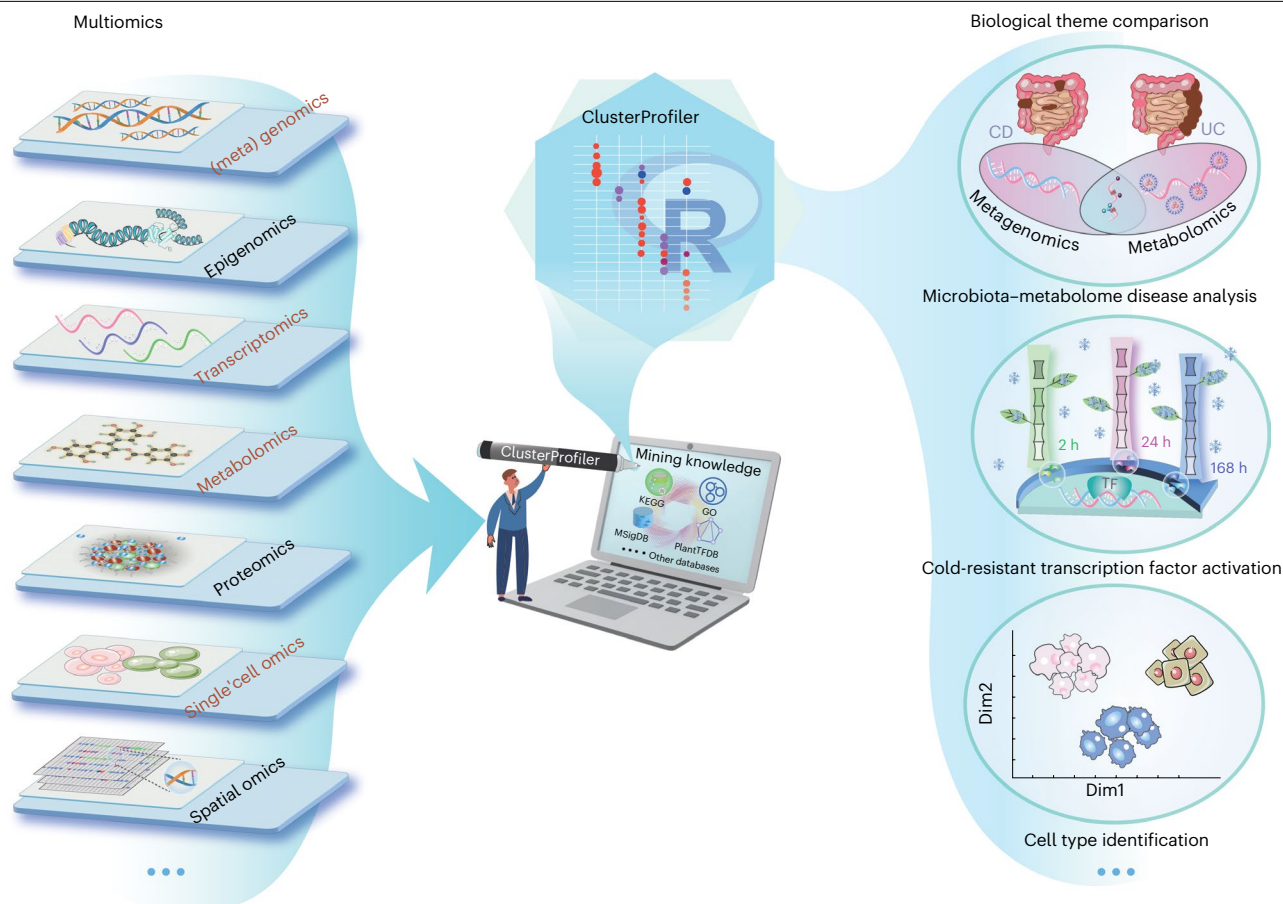 Multiomics
(meta) genomics
Epigenomics
Transcriptomics
Metabolomics
Proteomics
Single'cell omics
Spatial omics
ClusterProfiler
R
ClusterProfiler
Mining knowledge
KEGG
GO
MSigDB
PlantTFDB
Other databases
Biological theme comparison
CD
UC
Metagenomics
Metabolomics
Microbiota–metabolome disease analysis
2 h
24 h
168 h
TF
Cold-resistant transcription factor activation
Dim2
Dim1
Cell type identification